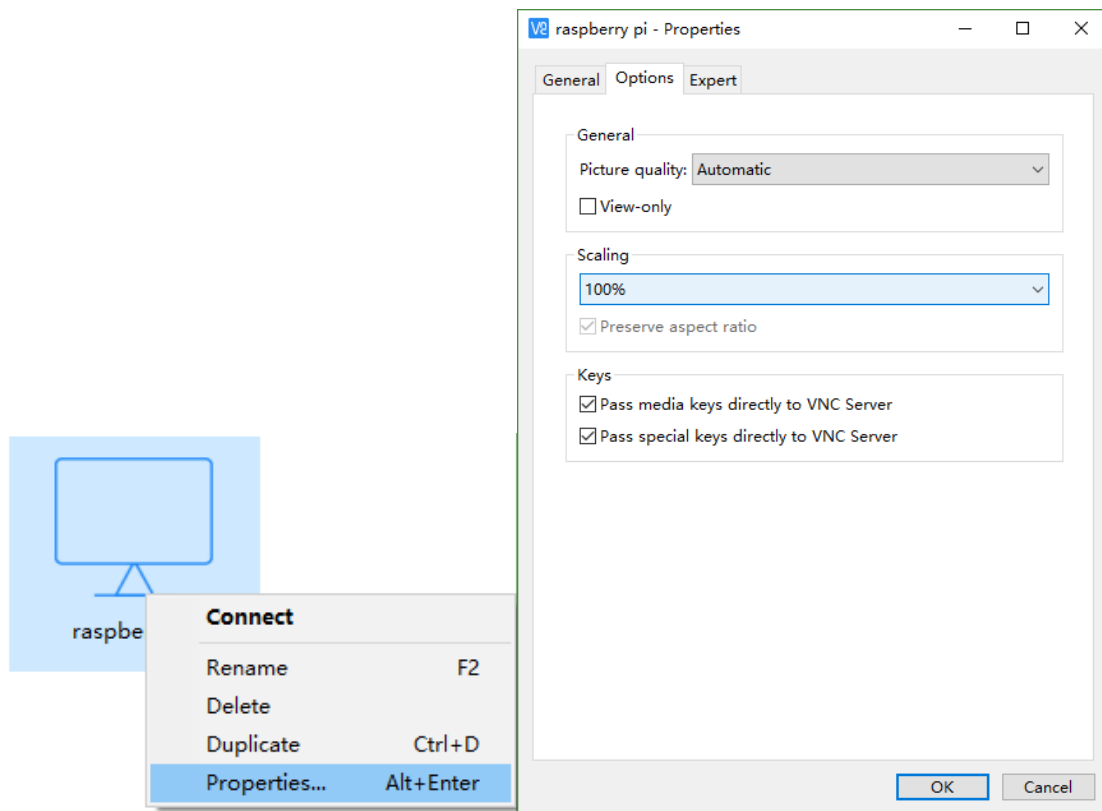 VS raspberry pi - Properties
General Options Expert
General
Picture quality: Automatic
View-only
Scaling
100%
Preserve aspect ratio
Keys
Pass media keys directly to VNC Server
Pass special keys directly to VNC Server
OK Cancel
raspbe
Connect
Rename F2
Delete
Duplicate Ctrl+D
Properties... Alt+Enter